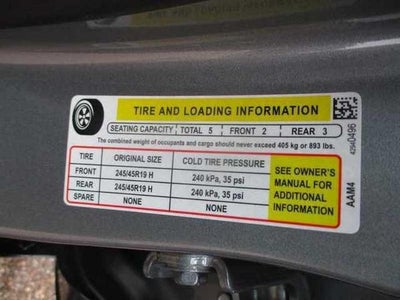 TIRE AND LOADING INFORMATION
SEATING CAPACITY TOTAL 5 FRONT 2 REAR 3
The combined weight of occupants and cargo should never exceed 405 kg or 893 lbs.
TIRE ORIGINAL SIZE COLD TIRE PRESSURE
FRONT 245/45R19 H 240 kPa, 35 psi
REAR 245/45R19 H 240 kPa, 35 psi
SPARE NONE NONE
SEE OWNER'S
MANUAL FOR
ADDITIONAL
INFORMATION
AAM4